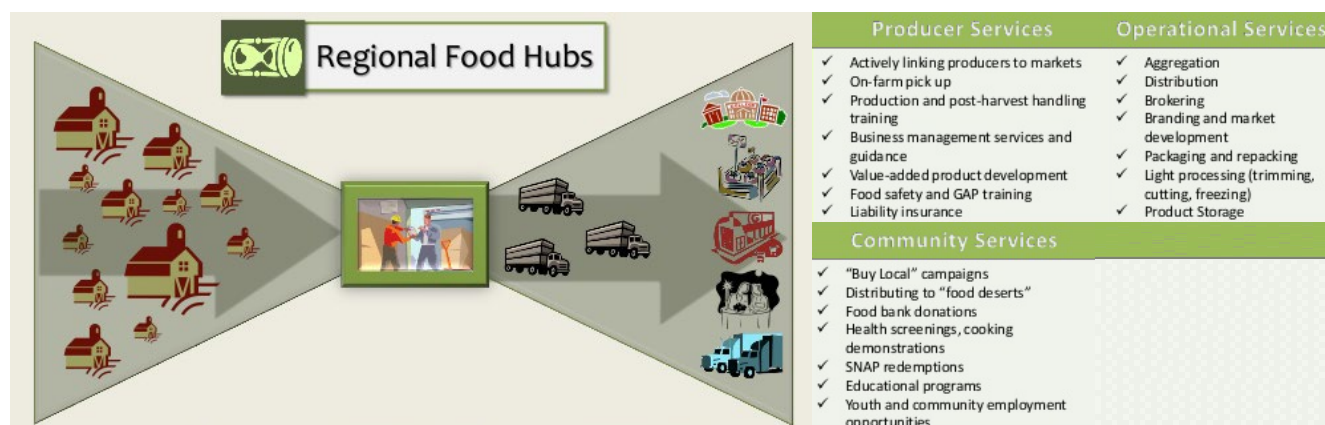 Regional Food Hubs
Producer Services
✓ Actively linking producers to markets
✓ On-farm pick up
✓ Production and post-harvest handling
training
✓ Business management services and
guidance
✓ Value-added product development
✓ Food safety and GAP training
✓ Liability insurance
Operational Services
✓ Aggregation
✓ Distribution
✓ Brokering
✓ Branding and market
development
✓ Packaging and repacking
✓ Light processing (trimming,
cutting, freezing)
✓ Product Storage
Community Services
✓ “Buy Local” campaigns
✓ Distributing to “food deserts”
✓ Food bank donations
✓ Health screenings, cooking
demonstrations
✓ SNAP redemptions
✓ Educational programs
✓ Youth and community employment
opportunities